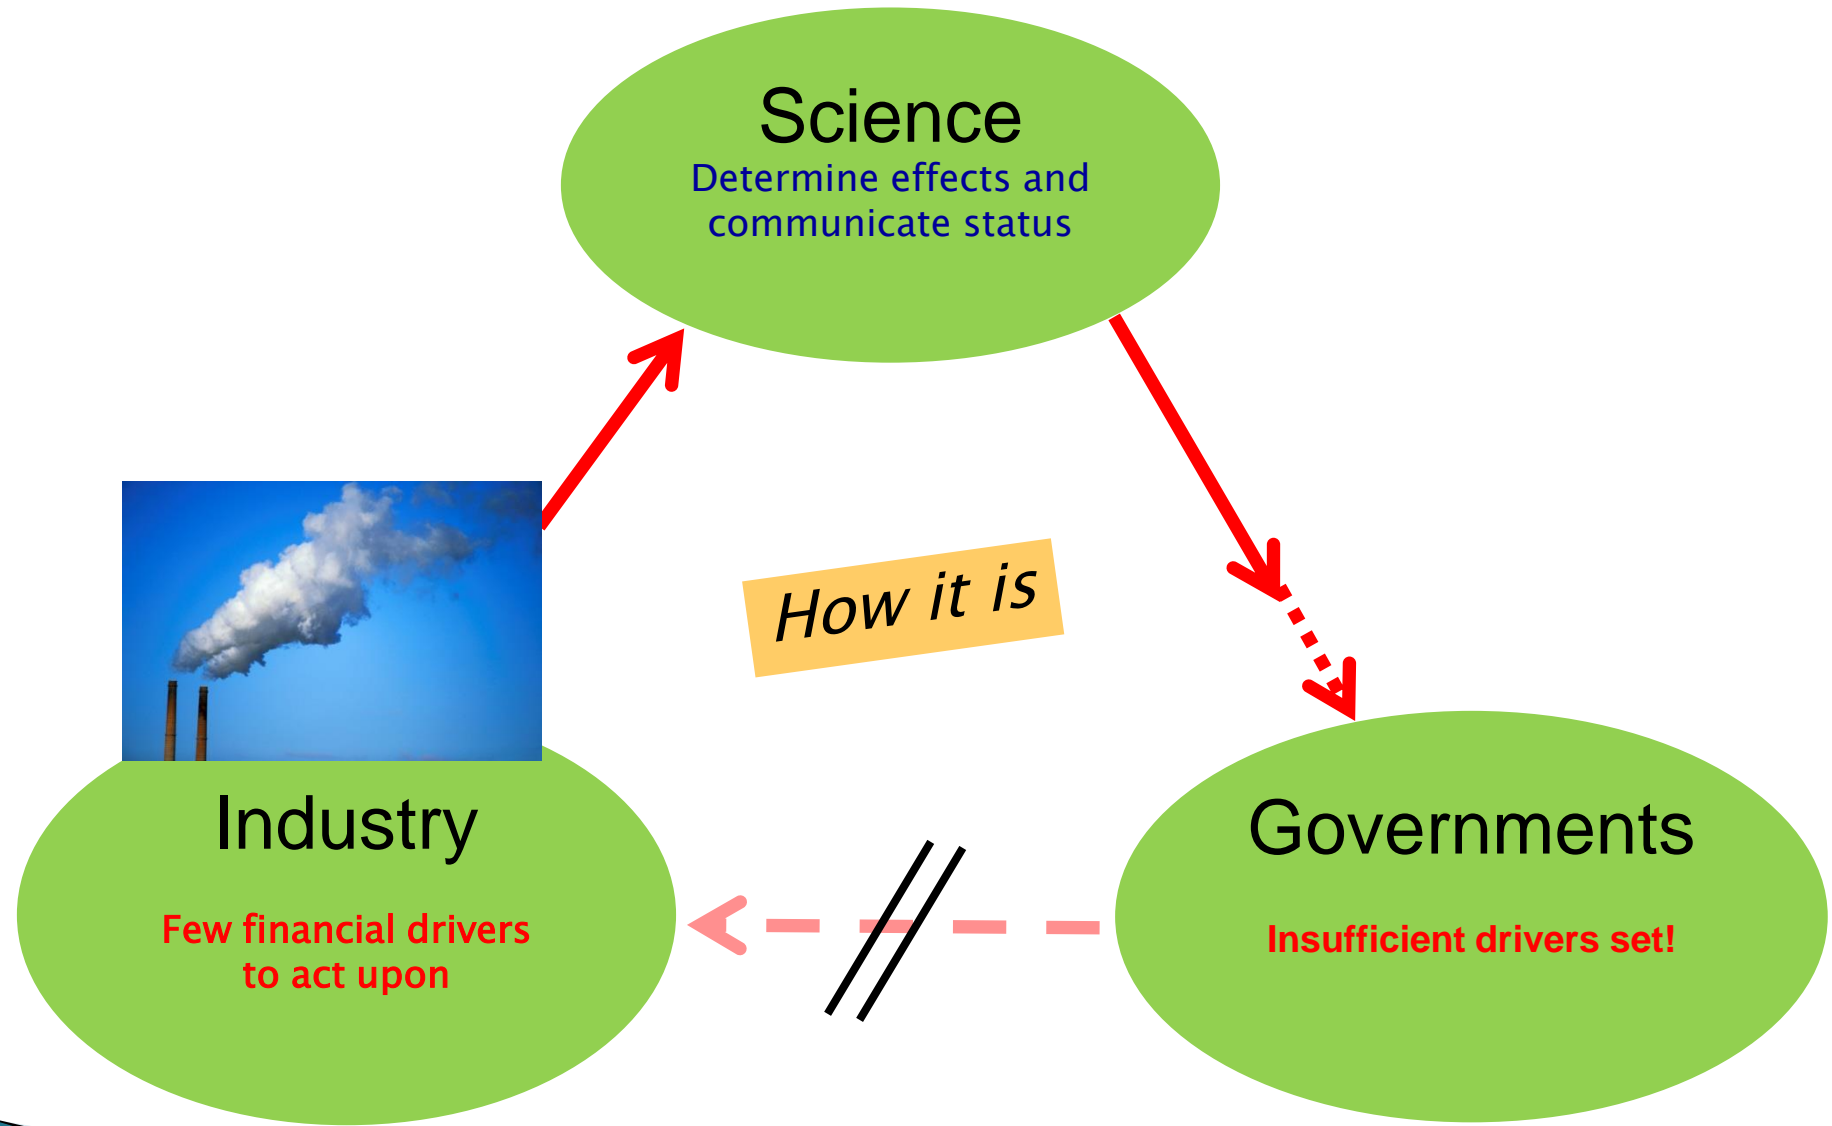 Science
Determine effects and
communicate status
How it is
Industry
Few financial drivers
to act upon
Governments
Insufficient drivers set!